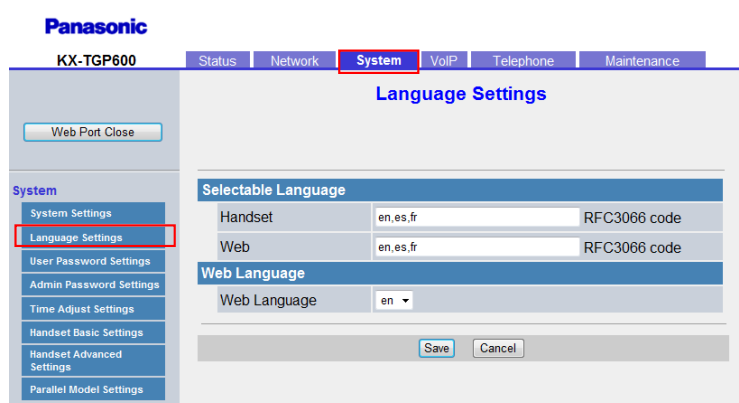 Panasonic
KX-TGP600
Status Network System VoIP Telephone Maintenance
Language Settings
Web Port Close
System
System Settings
Language Settings
User Password Settings
Admin Password Settings
Time Adjust Settings
Handset Basic Settings
Handset Advanced
Settings
Parallel Model Settings
Selectable Language
Handset en,es,fr RFC3066 code
Web en,es,fr RFC3066 code
Web Language
Web Language en
Save Cancel